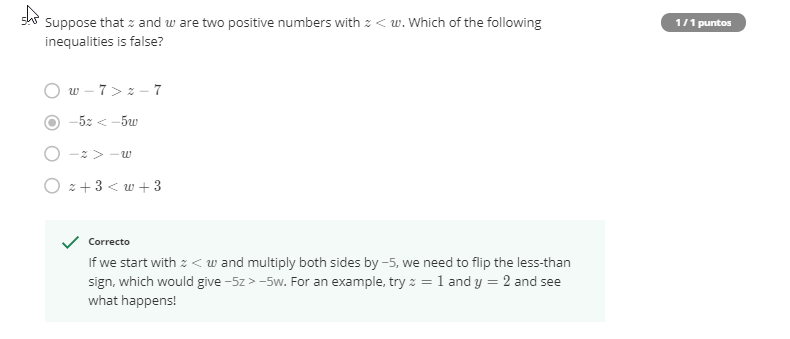 5. Suppose that z and w are two positive numbers with z < w. Which of the following
1 / 1 puntos
inequalities is false?
w − 7 > z − 7
−5z < −5w
−z > −w
z + 3 < w + 3
Correcto
If we start with z < w and multiply both sides by −5, we need to flip the less-than
sign, which would give −5z > −5w. For an example, try z = 1 and y = 2 and see
what happens!